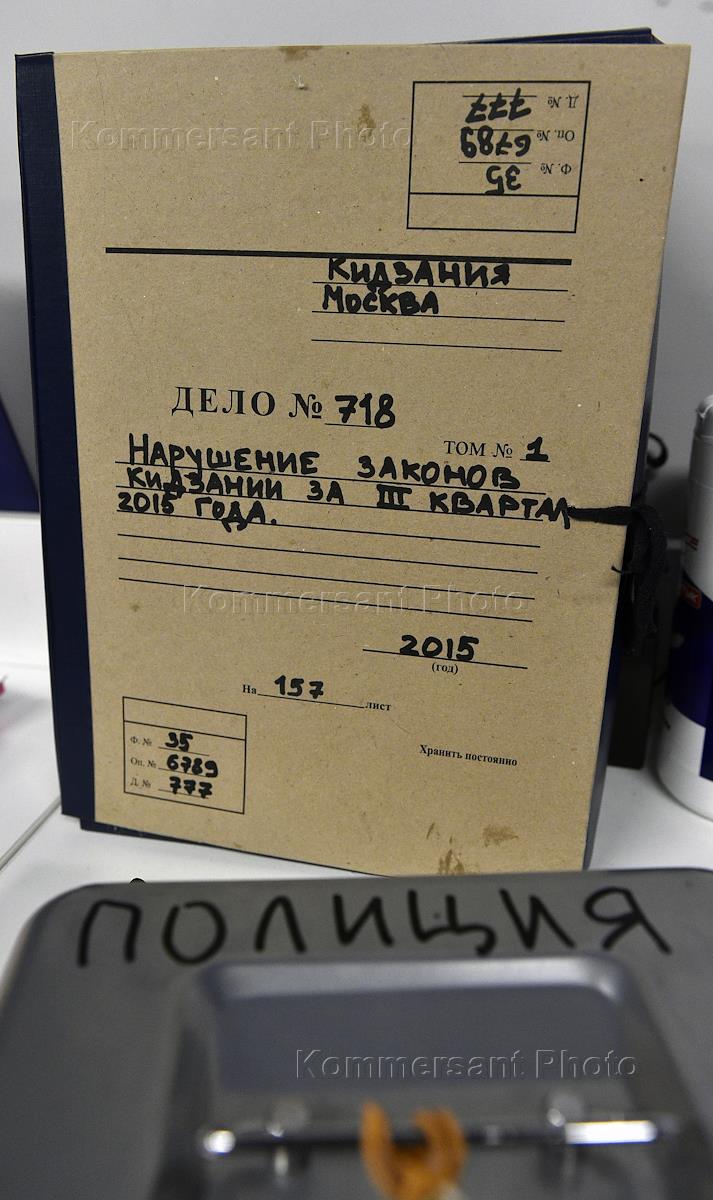 Д. № 777
Оп. № 6789
Ф. № 35
Kommersant Photo
КИДЗАНИЯ
МОСКВА
ДЕЛО № 718
ТОМ № 1
НАРУШЕНИЕ ЗАКОНОВ
КИДЗАНИИ ЗА III КВАРТАЛ
2015 ГОДА.
Kommersant Photo
2015
(год)
На 157 лист
Ф. № 35
Оп. № 6789
Д. № 777
Хранить постоянно
ПОЛИЦИЯ
Kommersant Photo